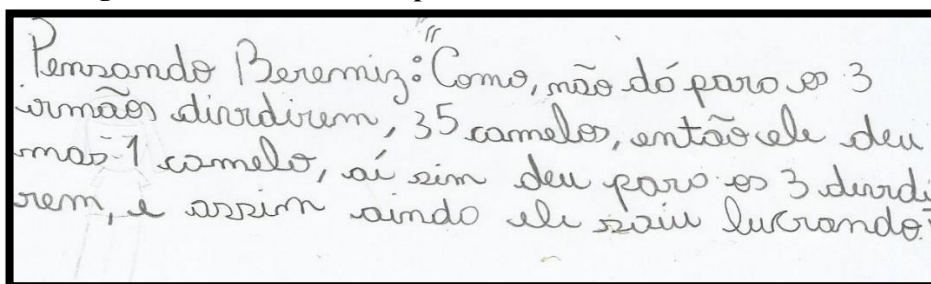 Pensando Beremiz: "Como, não dá para os 3
irmãos dividirem, 35 camelos, então ele deu
mas 1 camelo, aí sim deu para os 3 dividi
rem, e assim ainda ele saiu lucrando"